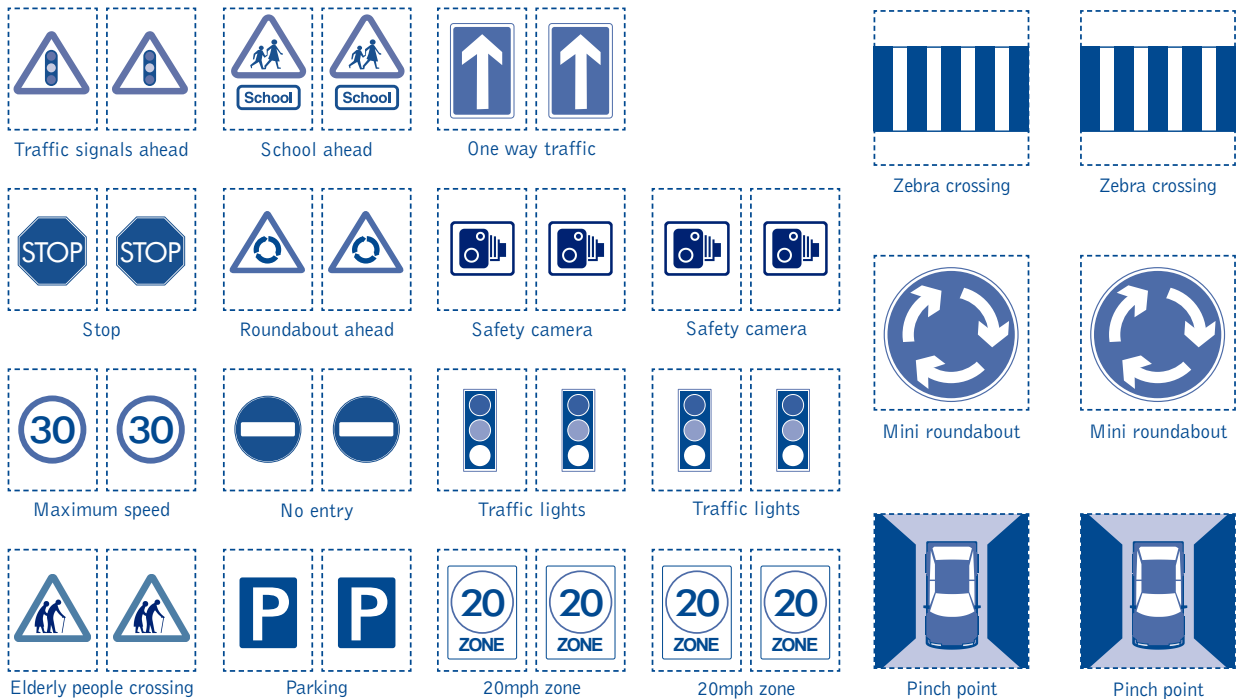 School
School
Traffic signals ahead
School ahead
One way traffic
Zebra crossing
Zebra crossing
STOP
STOP
Stop
Roundabout ahead
Safety camera
Safety camera
Mini roundabout
Mini roundabout
30
30
Maximum speed
No entry
Traffic lights
Traffic lights
P
P
20
ZONE
20
ZONE
20
ZONE
20
ZONE
Elderly people crossing
Parking
20mph zone
20mph zone
Pinch point
Pinch point